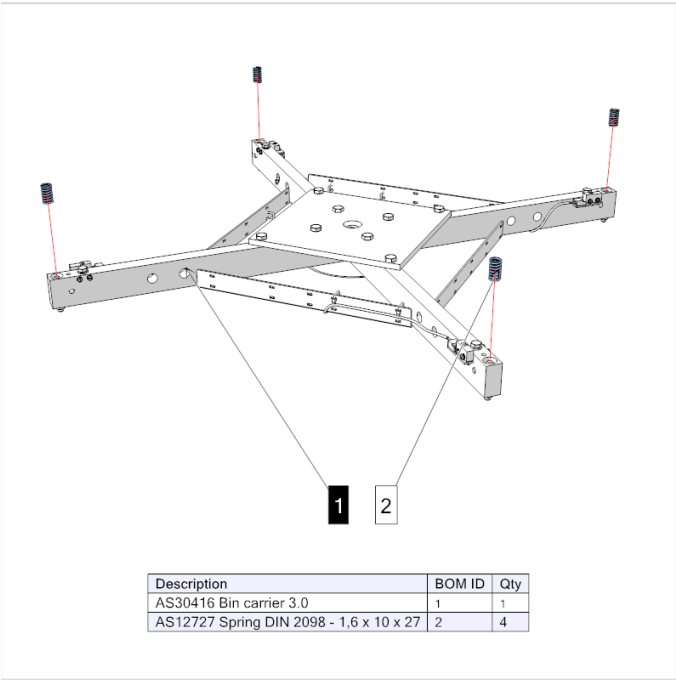 1 2
Description BOM ID Qty
AS30416 Bin carrier 3.0 1 1
AS12727 Spring DIN 2098 - 1,6 x 10 x 27 2 4